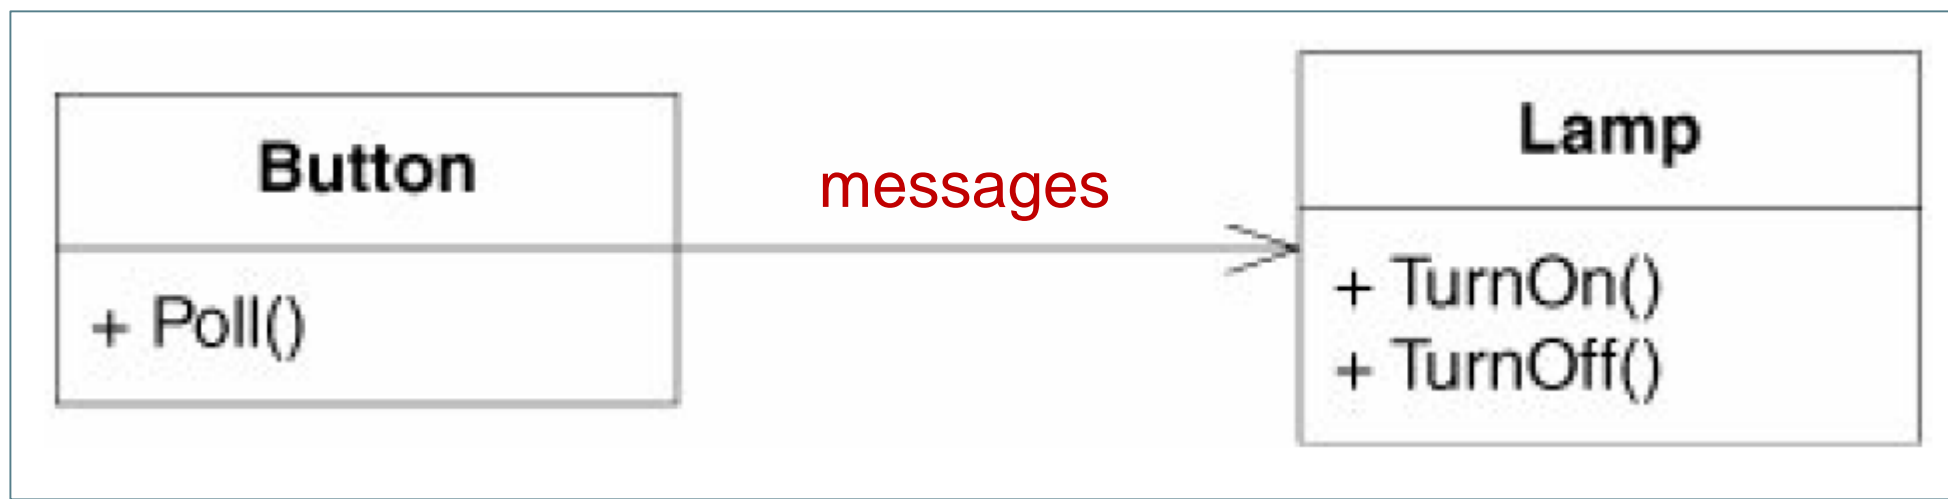 Button
+ Poll()
messages
Lamp
+ TurnOn()
+ TurnOff()